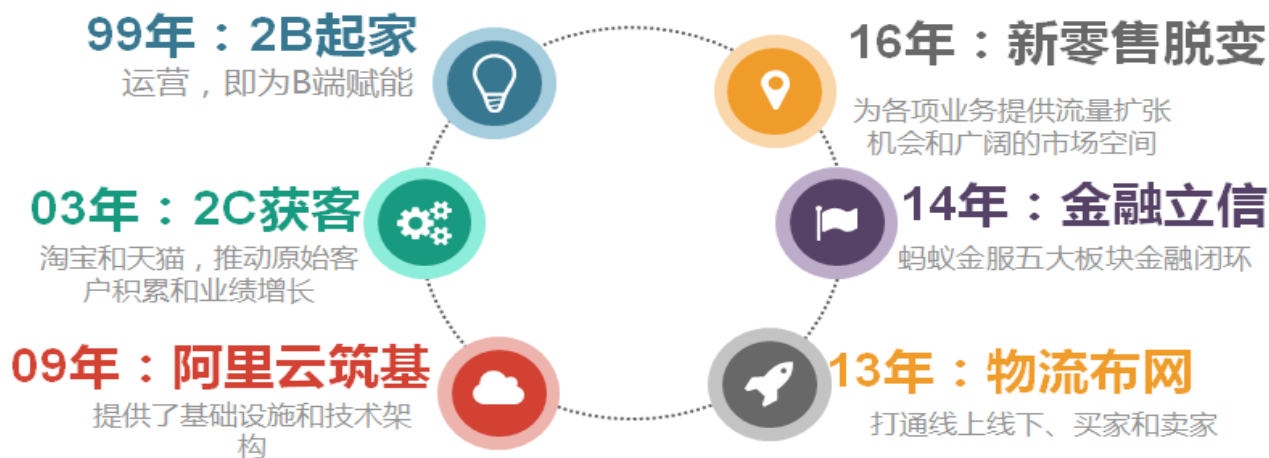 99年：2B起家
运营，即为B端赋能
03年：2C获客
淘宝和天猫，推动原始客
户积累和业绩增长
09年：阿里云筑基
提供了基础设施和技术架
构
16年：新零售脱变
为各项业务提供流量扩张
机会和广阔的市场空间
14年：金融立信
蚂蚁金服五大板块金融闭环
13年：物流布网
打通线上线下、买家和卖家